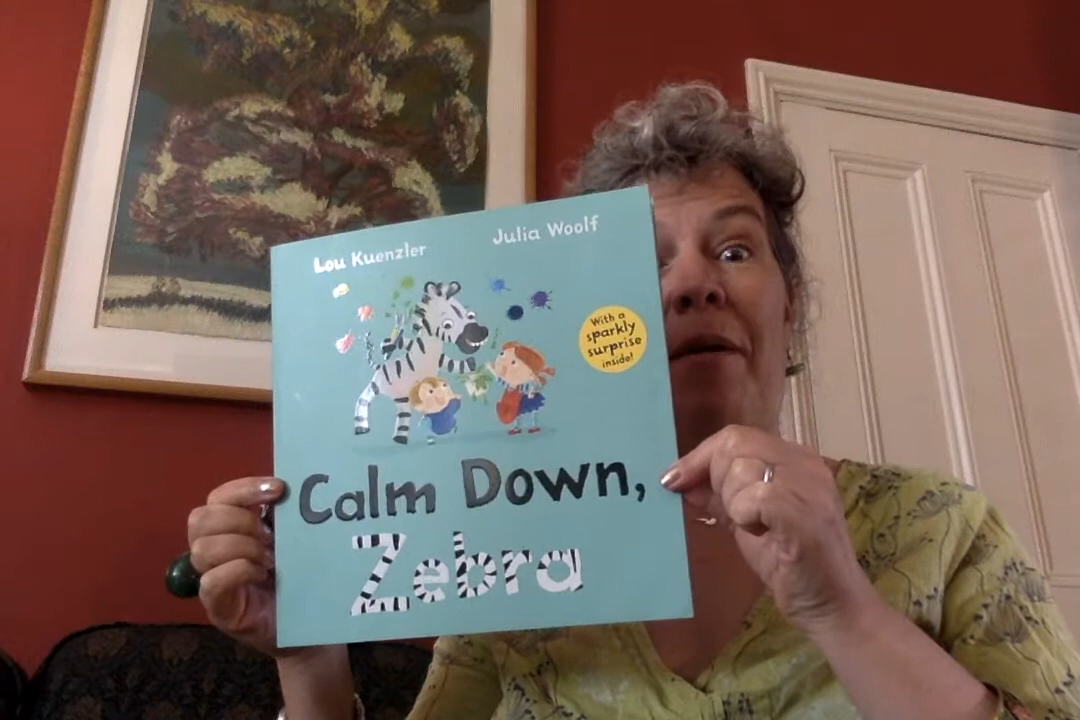 Lou Kuenzler
Julia Woolf
With a
sparkly
surprise
inside!
Calm Down,
Zebra